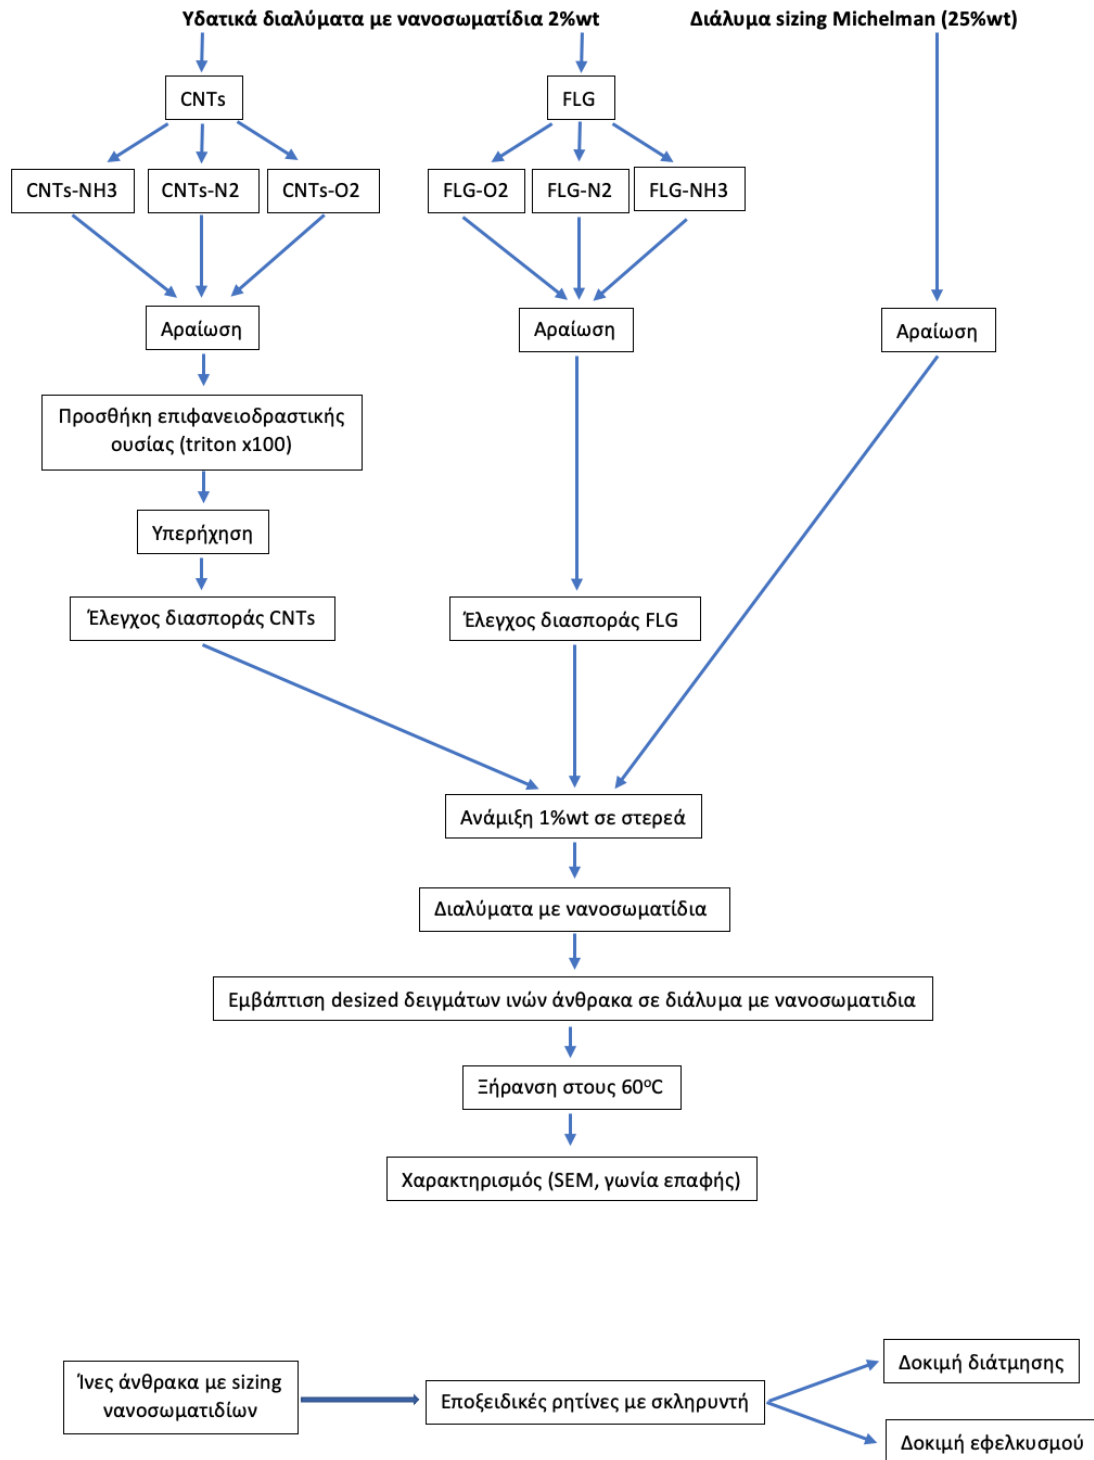 Υδατικά διαλύματα με νανοσωματίδια 2%wt
Διάλυμα sizing Michelman (25%wt)
CNTs
FLG
CNTs-NH3
CNTs-N2
CNTs-O2
FLG-O2
FLG-N2
FLG-NH3
Αραίωση
Αραίωση
Αραίωση
Προσθήκη επιφανειοδραστικής
ουσίας (triton x100)
Υπερήχηση
Έλεγχος διασποράς CNTs
Έλεγχος διασποράς FLG
Ανάμιξη 1%wt σε στερεά
Διαλύματα με νανοσωματίδια
Εμβάπτιση desized δειγμάτων ινών άνθρακα σε διάλυμα με νανοσωματιδια
Ξήρανση στους 60°C
Χαρακτηρισμός (SEM, γωνία επαφής)
Ίνες άνθρακα με sizing
νανοσωματιδίων
Εποξειδικές ρητίνες με σκληρυντή
Δοκιμή διάτμησης
Δοκιμή εφελκυσμού